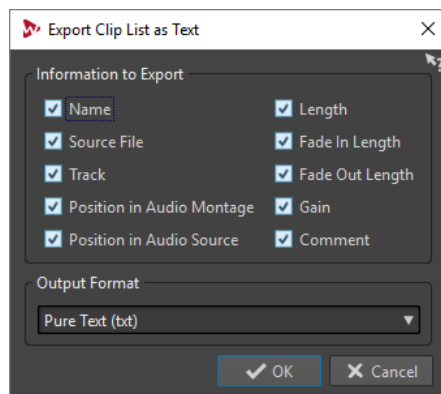 Export Clip List as Text
Information to Export
Name
Length
Source File
Fade In Length
Track
Fade Out Length
Position in Audio Montage
Gain
Position in Audio Source
Comment
Output Format
Pure Text (txt)
OK
Cancel